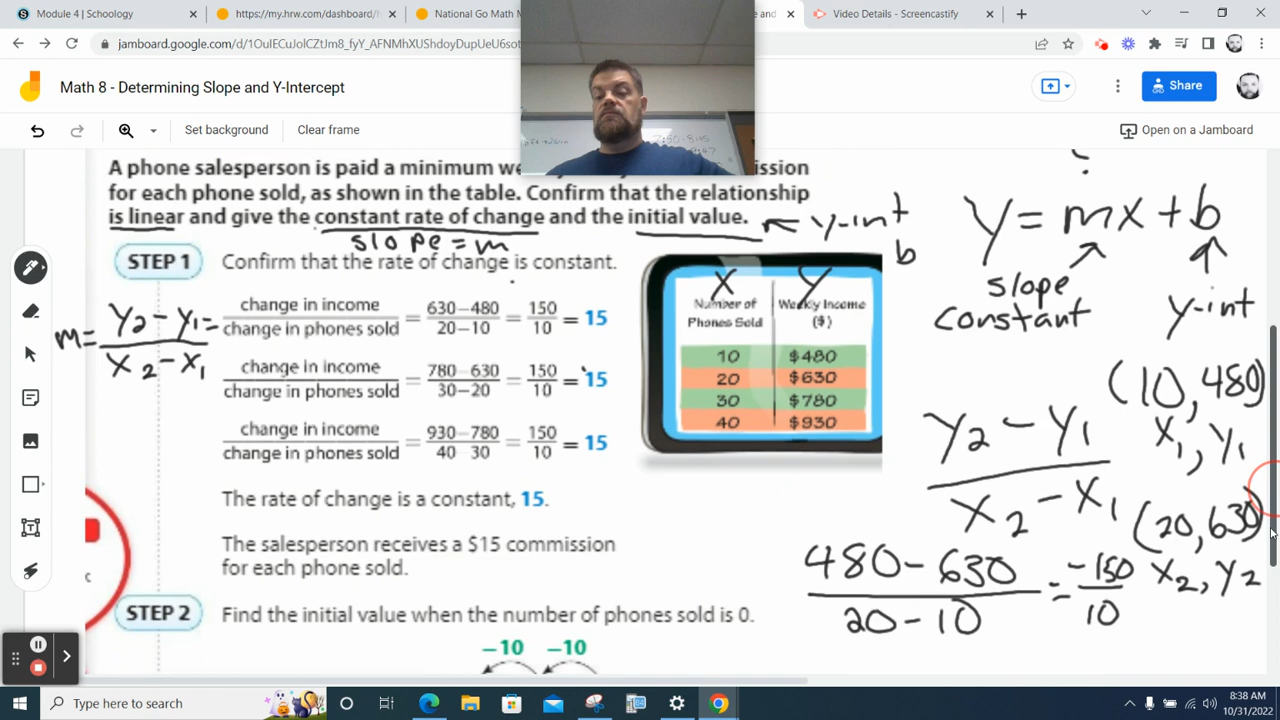 Module 4 | Schoology
https://my.hrw.com/dashboard/
National Go Math M
and
Video Details - Screencastify
jamboard.google.com/d/1OuIECuJolCZtJm8_fyY_AFNMhXUShdoyDupUeU6sot
Math 8 - Determining Slope and Y-Intercept
Share
Set background
Clear frame
Open on a Jamboard
A phone salesperson is paid a minimum we
ission
for each phone sold, as shown in the table. Confirm that the relationship
is linear and give the constant rate of change and the initial value.
← y-int
b
slope = m
STEP 1
Confirm that the rate of change is constant.
m = y2 - y1 =
x2 - x1
change in income
change in phones sold
= 630-480
20-10
= 150
10
= 15
change in income
change in phones sold
= 780-630
30-20
= 150
10
= 15
change in income
change in phones sold
= 930-780
40-30
= 150
10
= 15
The rate of change is a constant, 15.
The salesperson receives a $15 commission
for each phone sold.
STEP 2
Find the initial value when the number of phones sold is 0.
-10 -10
X Y
Number of Phones Sold
Weekly Income ($)
10 $480
20 $630
30 $780
40 $930
?
y = mx + b
slope
constant
y-int
(10,480)
x1, y1
y2 - y1
x2 - x1
(20,630)
x2, y2
480 - 630
20 - 10
= -150
10
Type here to search
8:38 AM
10/31/2022